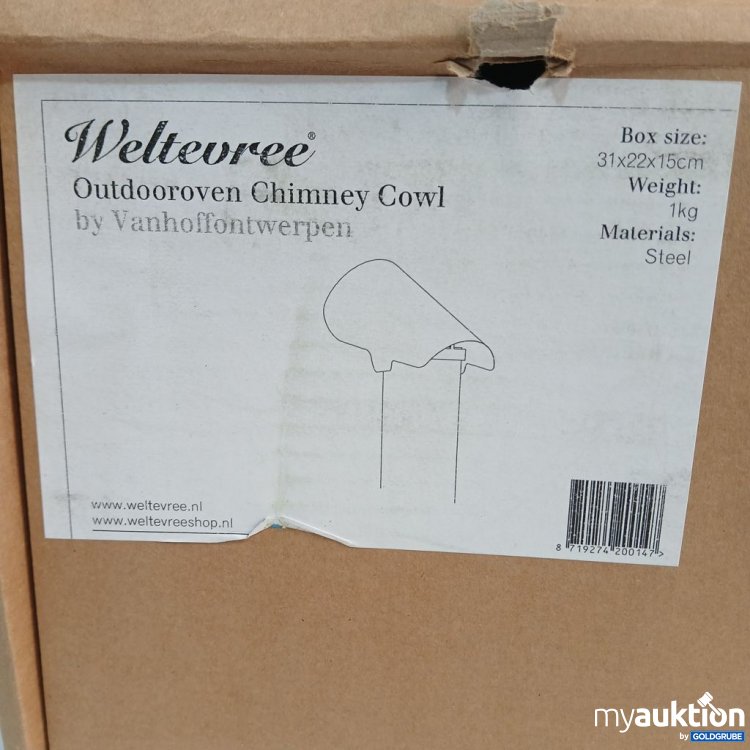 Weltevree®
Outdooroven Chimney Cowl
by Vanhoffontwerpen
Box size:
31x22x15cm
Weight:
1kg
Materials:
Steel
www.weltevree.nl
www.weltevreeshop.nl
8 719274 200147 >
myauktion
by GOLDGRUBE